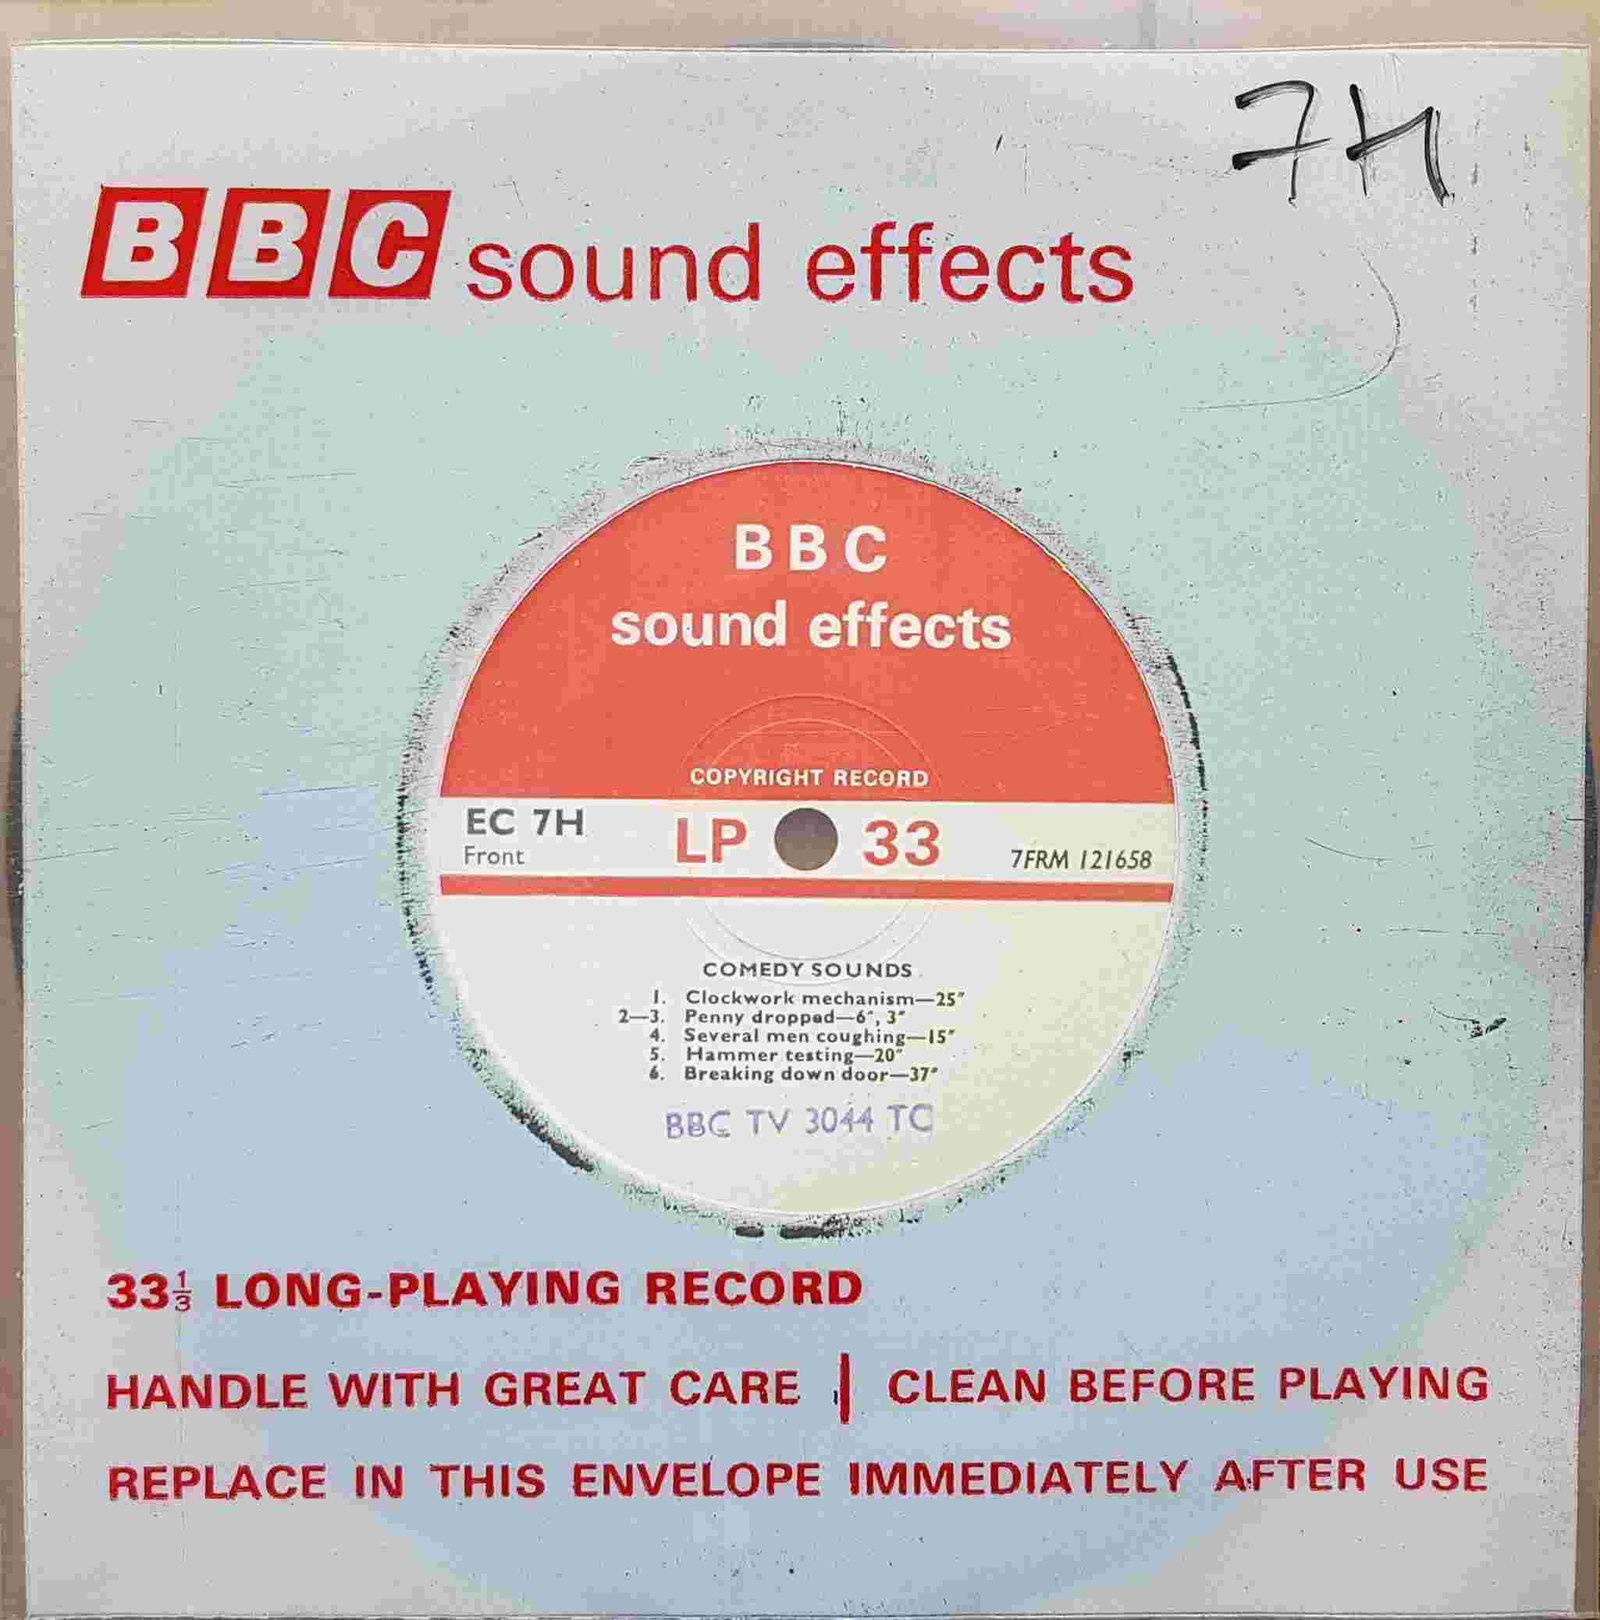 7H
BBC sound effects
BBC
sound effects
COPYRIGHT RECORD
EC 7H
Front
LP 33
7FRM 121658
COMEDY SOUNDS
1. Clockwork mechanism—25″
2—3. Penny dropped—6″, 3″
4. Several men coughing—15″
5. Hammer testing—20″
6. Breaking down door—37″
BBC TV 3044 TC
33⅓ LONG-PLAYING RECORD
HANDLE WITH GREAT CARE | CLEAN BEFORE PLAYING
REPLACE IN THIS ENVELOPE IMMEDIATELY AFTER USE